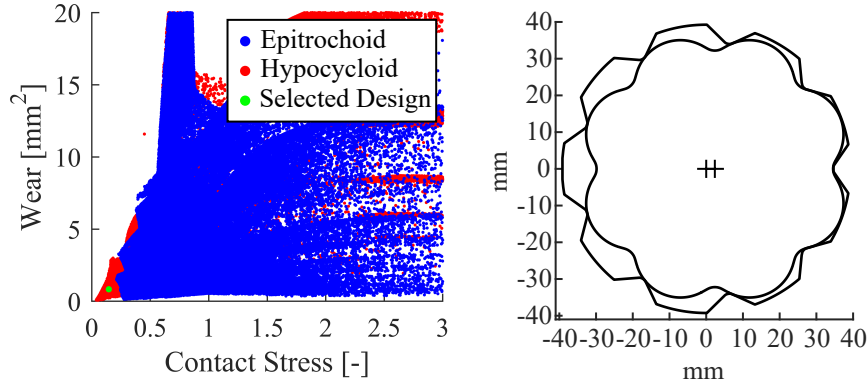 20
15
10
5
0
Wear [mm²]
0 0.5 1 1.5 2 2.5 3
Contact Stress [-]
Epitrochoid
Hypocycloid
Selected Design
40
30
20
10
0
-10
-20
-30
-40
mm
-40 -30 -20 -10 0 10 20 30 40
mm